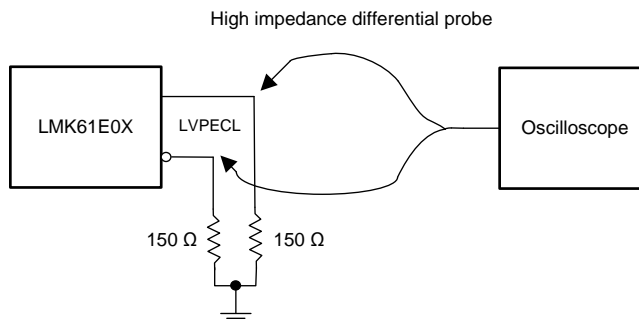 High impedance differential probe
LMK61E0X
LVPECL
Oscilloscope
150 Ω
150 Ω